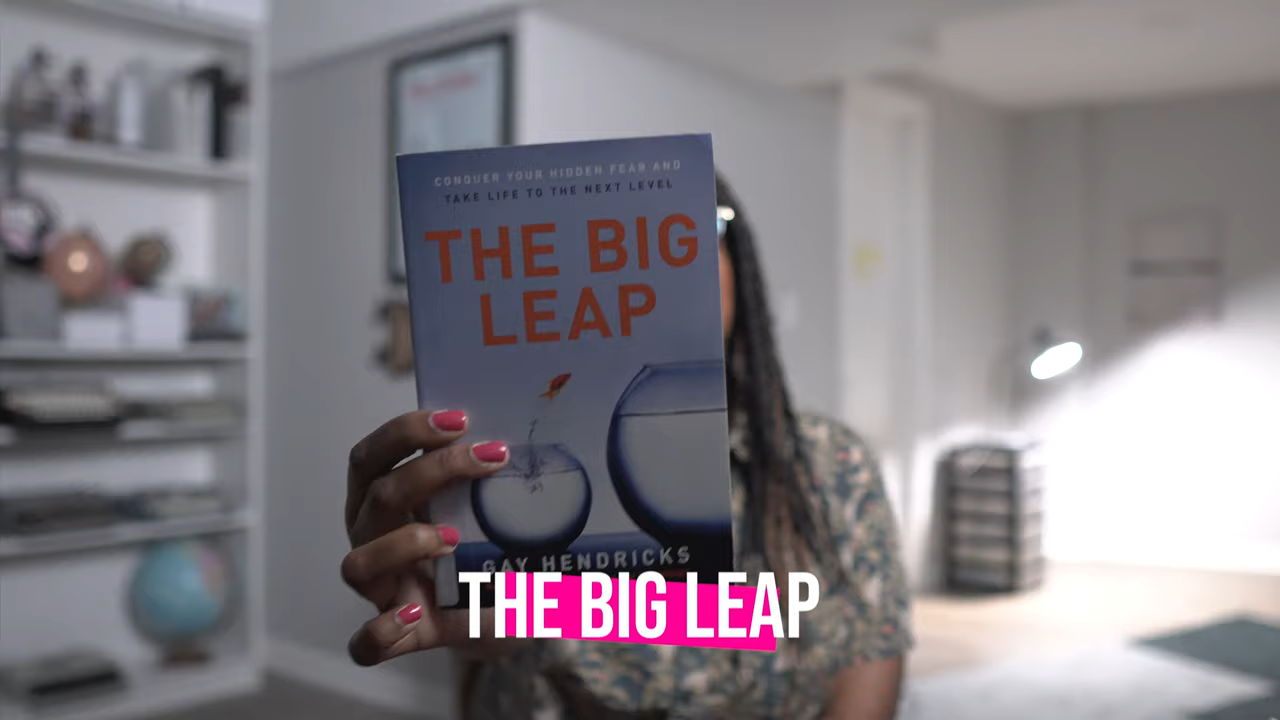 CONQUER YOUR HIDDEN FEAR AND
TAKE LIFE TO THE NEXT LEVEL
THE BIG
LEAP
GAY HENDRICKS
THE BIG LEAP